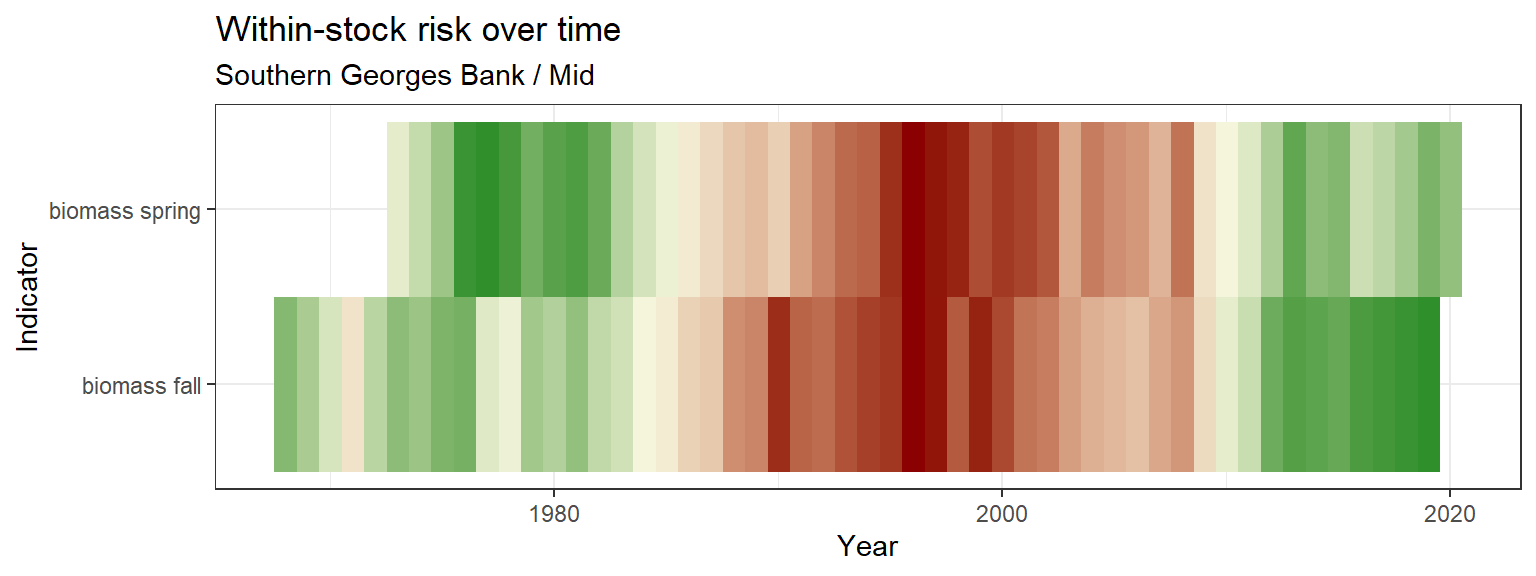 Within-stock risk over time
Southern Georges Bank / Mid
Indicator
biomass spring
biomass fall
1980 2000 2020
Year